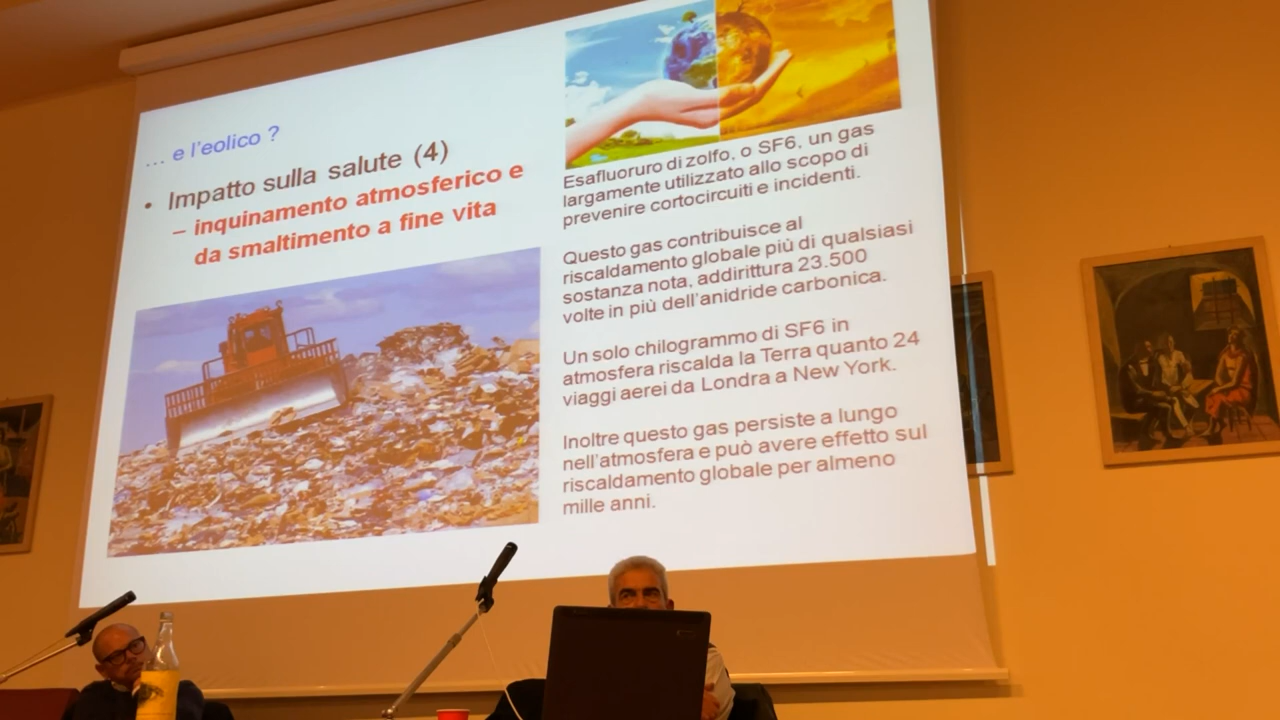 ... e l'eolico ?
• Impatto sulla salute (4)
– inquinamento atmosferico e
da smaltimento a fine vita
Esafluoruro di zolfo, o SF6, un gas
largamente utilizzato allo scopo di
prevenire cortocircuiti e incidenti.
Questo gas contribuisce al
riscaldamento globale più di qualsiasi
sostanza nota, addirittura 23.500
volte in più dell'anidride carbonica.
Un solo chilogrammo di SF6 in
atmosfera riscalda la Terra quanto 24
viaggi aerei da Londra a New York.
Inoltre questo gas persiste a lungo
nell'atmosfera e può avere effetto sul
riscaldamento globale per almeno
mille anni.